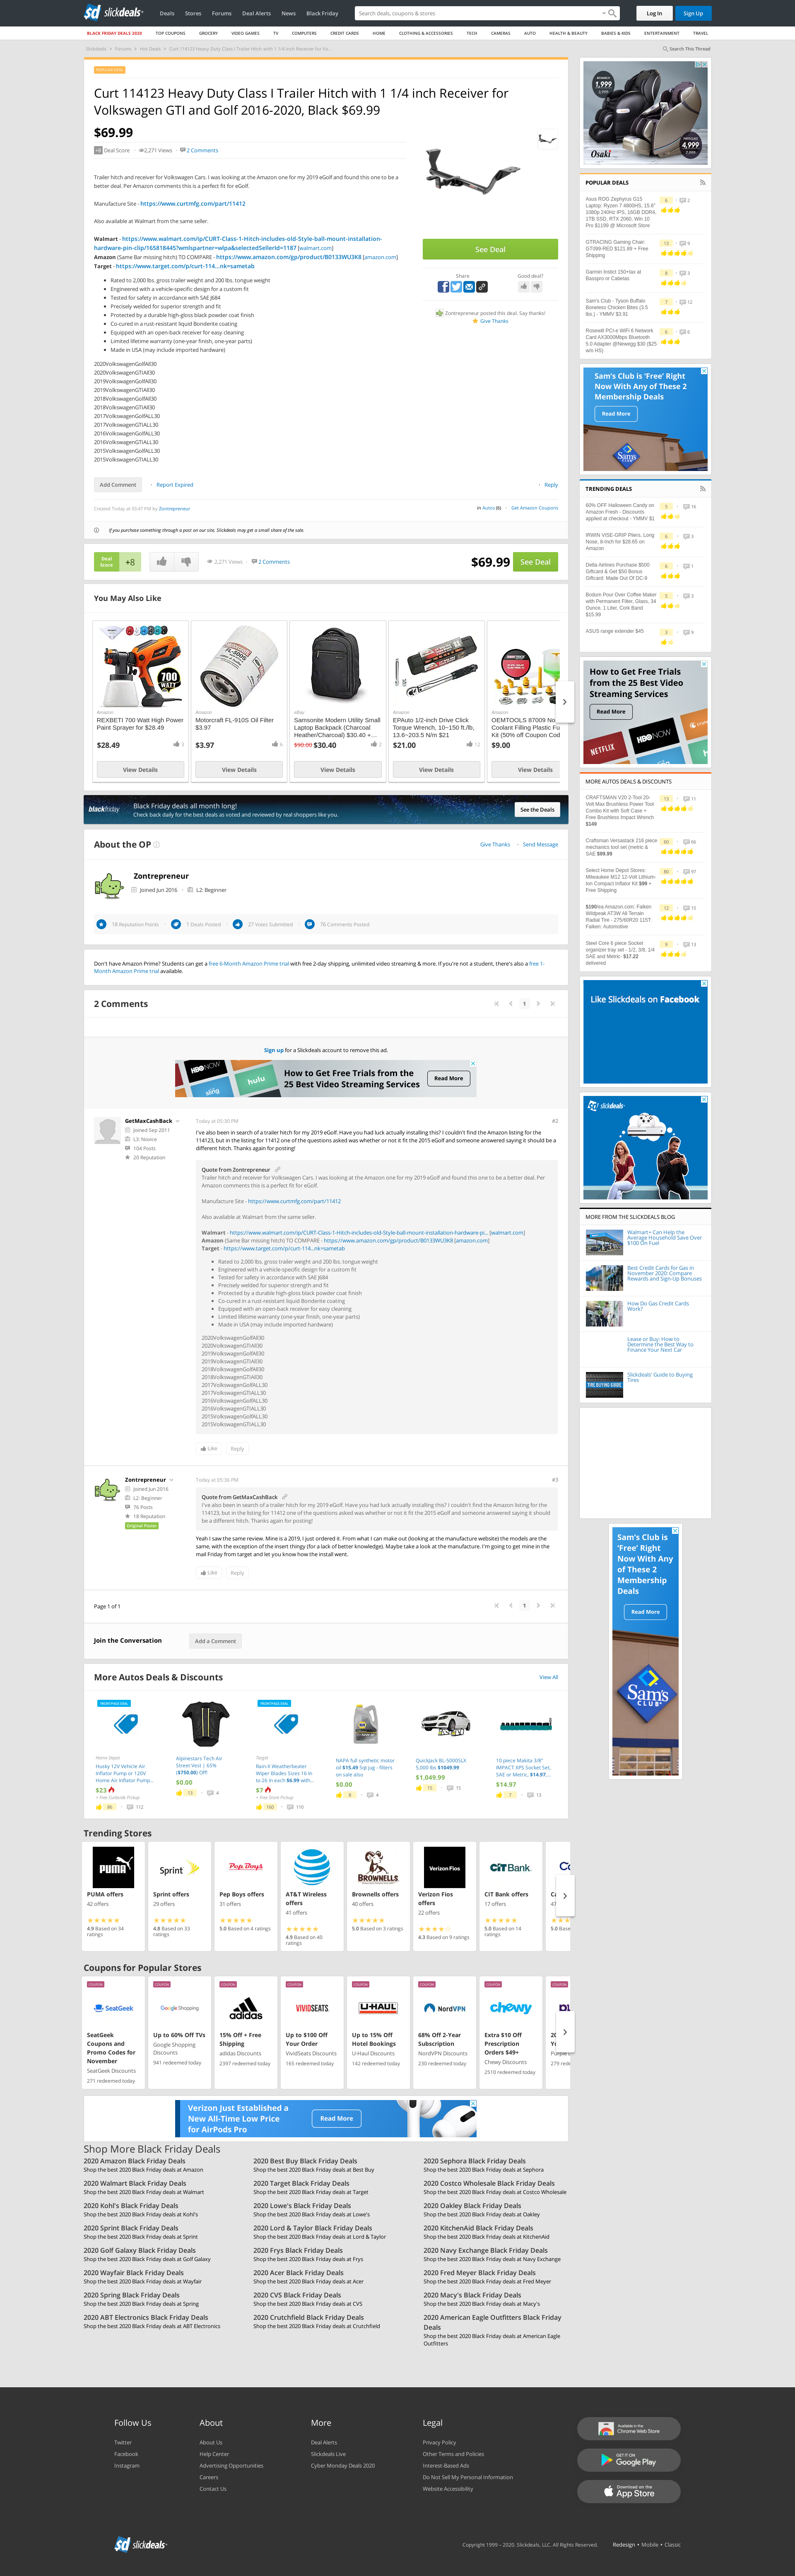 slickdeals
Deals Stores Forums Deal Alerts News Black Friday
Search deals, coupons & stores
Log In
Sign Up
BLACK FRIDAY DEALS 2020 TOP COUPONS GROCERY VIDEO GAMES TV COMPUTERS CREDIT CARDS HOME CLOTHING & ACCESSORIES TECH CAMERAS AUTO HEALTH & BEAUTY BABIES & KIDS ENTERTAINMENT TRAVEL
Search This Thread
Curt 114123 Heavy Duty Class I Trailer Hitch with 1 1/4 inch Receiver for
Volkswagen GTI and Golf 2016-2020, Black $69.99
$69.99
Deal Score 2,271 Views 2 Comments
Trailer hitch and receiver for Volkswagen Cars. I was looking at the Amazon one for my 2019 eGolf and found this one to be a
better deal. Per Amazon comments this is a perfect fit for eGolf.
Manufacture Site - https://www.curtmfg.com/part/11412
Also available at Walmart from the same seller.
Walmart - https://www.walmart.com/ip/CURT-Class-1-Hitch-includes-old-Style-ball-mount-installation-
hardware-pin-clip/165818445?wmlspartner=wlpa&selectedSellerId=1187 [walmart.com]
Amazon (Same Bar missing hitch) TO COMPARE - https://www.amazon.com/gp/product/B0133WU3K8 [amazon.com]
Target - https://www.target.com/p/curt-114...nk=sametab
Rated to 2,000 lbs. gross trailer weight and 200 lbs. tongue weight
Engineered with a vehicle-specific design for a custom fit
Tested for safety in accordance with SAE J684
Precisely welded for superior strength and fit
Protected by a durable high-gloss black powder coat finish
Co-cured in a rust-resistant liquid Bonderite coating
Equipped with an open-back receiver for easy cleaning
Limited lifetime warranty (one-year finish, one-year parts)
Made in USA (may include imported hardware)
2020VolkswagenGolfAll30
2020VolkswagenGTIAll30
2019VolkswagenGolfAll30
2019VolkswagenGTIAll30
2018VolkswagenGolfAll30
2018VolkswagenGTIAll30
2017VolkswagenGolfALL30
2017VolkswagenGTIALL30
2016VolkswagenGolfALL30
2016VolkswagenGTIALL30
2015VolkswagenGolfALL30
2015VolkswagenGTIALL30
See Deal
Share Good deal?
Zontrepreneur posted this deal. Say thanks!
Give Thanks
Add Comment Report Expired Reply
Created Today at 03:47 PM by Zontrepreneur
in Autos (6) Get Amazon Coupons
If you purchase something through a post on our site, Slickdeals may get a small share of the sale.
Deal Score +8
2,271 Views 2 Comments
$69.99 See Deal
You May Also Like
Amazon
REXBETI 700 Watt High Power
Paint Sprayer for $28.49
$28.49 3
View Details
Amazon
Motorcraft FL-910S Oil Filter
$3.97
$3.97 6
View Details
eBay
Samsonite Modern Utility Small
Laptop Backpack (Charcoal
Heather/Charcoal) $30.40 +...
$90.00 $30.40 2
View Details
Amazon
EPAuto 1/2-inch Drive Click
Torque Wrench, 10~150 ft./lb,
13.6~203.5 N/m $21
$21.00 12
View Details
Amazon
OEMTOOLS 87009 No
Coolant Filling Plastic Fu
Kit (50% off Coupon Cod
$9.00
View Details
blackfriday
Black Friday deals all month long!
Check back daily for the best deals as voted and reviewed by real shoppers like you.
See the Deals
About the OP
Give Thanks Send Message
Zontrepreneur
Joined Jun 2016 L2: Beginner
18 Reputation Points 1 Deals Posted 27 Votes Submitted 76 Comments Posted
Don't have Amazon Prime? Students can get a free 6-Month Amazon Prime trial with free 2-day shipping, unlimited video streaming & more. If you're not a student, there's also a free 1-
Month Amazon Prime trial available.
2 Comments
1
Sign up for a Slickdeals account to remove this ad.
How to Get Free Trials from the
25 Best Video Streaming Services
Read More
GetMaxCashBack
Joined Sep 2011
L3: Novice
104 Posts
20 Reputation
Today at 05:30 PM #2
I've also been in search of a trailer hitch for my 2019 eGolf. Have you had luck actually installing this? I couldn't find the Amazon listing for the
114123, but in the listing for 11412 one of the questions asked was whether or not it fit the 2015 eGolf and someone answered saying it should be a
different hitch. Thanks again for posting!
Quote from Zontrepreneur
Trailer hitch and receiver for Volkswagen Cars. I was looking at the Amazon one for my 2019 eGolf and found this one to be a better deal. Per
Amazon comments this is a perfect fit for eGolf.
Manufacture Site - https://www.curtmfg.com/part/11412
Also available at Walmart from the same seller.
Walmart - https://www.walmart.com/ip/CURT-Class-1-Hitch-includes-old-Style-ball-mount-installation-hardware-pi... [walmart.com]
Amazon (Same Bar missing hitch) TO COMPARE - https://www.amazon.com/gp/product/B0133WU3K8 [amazon.com]
Target - https://www.target.com/p/curt-114...nk=sametab
Rated to 2,000 lbs. gross trailer weight and 200 lbs. tongue weight
Engineered with a vehicle-specific design for a custom fit
Tested for safety in accordance with SAE J684
Precisely welded for superior strength and fit
Protected by a durable high-gloss black powder coat finish
Co-cured in a rust-resistant liquid Bonderite coating
Equipped with an open-back receiver for easy cleaning
Limited lifetime warranty (one-year finish, one-year parts)
Made in USA (may include imported hardware)
2020VolkswagenGolfAll30
2020VolkswagenGTIAll30
2019VolkswagenGolfAll30
2019VolkswagenGTIAll30
2018VolkswagenGolfAll30
2018VolkswagenGTIAll30
2017VolkswagenGolfALL30
2017VolkswagenGTIALL30
2016VolkswagenGolfALL30
2016VolkswagenGTIALL30
2015VolkswagenGolfALL30
2015VolkswagenGTIALL30
Like Reply
Zontrepreneur
Joined Jun 2016
L2: Beginner
76 Posts
18 Reputation
Original Poster
Today at 05:36 PM #3
Quote from GetMaxCashBack
I've also been in search of a trailer hitch for my 2019 eGolf. Have you had luck actually installing this? I couldn't find the Amazon listing for the
114123, but in the listing for 11412 one of the questions asked was whether or not it fit the 2015 eGolf and someone answered saying it should
be a different hitch. Thanks again for posting!
Yeah I saw the same review. Mine is a 2019, I just ordered it. From what I can make out (looking at the manufacture website) the models are the
same, with the exception of the insert thingy (for a lack of better knowledge). Maybe take a look at the manufacture. I'm going to get mine in the
mail Friday from target and let you know how the install went.
Like Reply
Page 1 of 1 1
Join the Conversation Add a Comment
More Autos Deals & Discounts View All
Home Depot
Husky 12V Vehicle Air
Inflator Pump or 120V
Home Air Inflator Pump...
$23
Alpinestars Tech Air
Street Vest | 65%
($750.00) Off!
$0.00
Target
Rain-X Weatherbeater
Wiper Blades Sizes 16 in
to 26 in each $6.99 with...
$7
NAPA full synthetic motor
oil $15.49 5qt jug - filters
on sale also
$0.00
QuickJack BL-5000SLX
5,000 lbs $1049.99
$1,049.99
10 piece Makita 3/8"
IMPACT XPS Socket Set,
SAE or Metric, $14.97,...
$14.97
Trending Stores
PUMA offers
42 offers
4.9 Based on 34 ratings
Sprint offers
29 offers
4.8 Based on 33 ratings
Pep Boys offers
31 offers
5.0 Based on 4 ratings
AT&T Wireless offers
41 offers
4.9 Based on 40 ratings
Brownells offers
40 offers
5.0 Based on 3 ratings
Verizon Fios offers
22 offers
4.3 Based on 9 ratings
CIT Bank offers
17 offers
5.0 Based on 14 ratings
Coupons for Popular Stores
SeatGeek
Coupons and
Promo Codes for
November
SeatGeek Discounts
271 redeemed today
Up to 60% Off TVs
Google Shopping
Discounts
941 redeemed today
15% Off + Free
Shipping
adidas Discounts
2397 redeemed today
Up to $100 Off
Your Order
VividSeats Discounts
165 redeemed today
Up to 15% Off
Hotel Bookings
U-Haul Discounts
142 redeemed today
68% Off 2-Year
Subscription
NordVPN Discounts
230 redeemed today
Extra $10 Off
Prescription
Orders $49+
Chewy Discounts
2510 redeemed today
Verizon Just Established a
New All-Time Low Price
for AirPods Pro
Read More
Shop More Black Friday Deals
2020 Amazon Black Friday Deals
Shop the best 2020 Black Friday deals at Amazon
2020 Best Buy Black Friday Deals
Shop the best 2020 Black Friday deals at Best Buy
2020 Sephora Black Friday Deals
Shop the best 2020 Black Friday deals at Sephora
2020 Walmart Black Friday Deals
Shop the best 2020 Black Friday deals at Walmart
2020 Target Black Friday Deals
Shop the best 2020 Black Friday deals at Target
2020 Costco Wholesale Black Friday Deals
Shop the best 2020 Black Friday deals at Costco Wholesale
2020 Kohl's Black Friday Deals
Shop the best 2020 Black Friday deals at Kohl's
2020 Lowe's Black Friday Deals
Shop the best 2020 Black Friday deals at Lowe's
2020 Oakley Black Friday Deals
Shop the best 2020 Black Friday deals at Oakley
2020 Sprint Black Friday Deals
Shop the best 2020 Black Friday deals at Sprint
2020 Lord & Taylor Black Friday Deals
Shop the best 2020 Black Friday deals at Lord & Taylor
2020 KitchenAid Black Friday Deals
Shop the best 2020 Black Friday deals at KitchenAid
2020 Golf Galaxy Black Friday Deals
Shop the best 2020 Black Friday deals at Golf Galaxy
2020 Frys Black Friday Deals
Shop the best 2020 Black Friday deals at Frys
2020 Navy Exchange Black Friday Deals
Shop the best 2020 Black Friday deals at Navy Exchange
2020 Wayfair Black Friday Deals
Shop the best 2020 Black Friday deals at Wayfair
2020 Acer Black Friday Deals
Shop the best 2020 Black Friday deals at Acer
2020 Fred Meyer Black Friday Deals
Shop the best 2020 Black Friday deals at Fred Meyer
2020 Spring Black Friday Deals
Shop the best 2020 Black Friday deals at Spring
2020 CVS Black Friday Deals
Shop the best 2020 Black Friday deals at CVS
2020 Macy's Black Friday Deals
Shop the best 2020 Black Friday deals at Macy's
2020 ABT Electronics Black Friday Deals
Shop the best 2020 Black Friday deals at ABT Electronics
2020 Crutchfield Black Friday Deals
Shop the best 2020 Black Friday deals at Crutchfield
2020 American Eagle Outfitters Black Friday
Deals
Shop the best 2020 Black Friday deals at American Eagle
Outfitters
Osaki
4,999
POPULAR DEALS
Asus ROG Zephyrus G15
Laptop: Ryzen 7 4800HS, 15.6"
1080p 240Hz IPS, 16GB DDR4,
1TB SSD, RTX 2060, Win 10
Pro $1199 @ Microsoft Store
GTRACING Gaming Chair:
GT099-RED $121.89 + Free
Shipping
Garmin Instict 150+tax at
Basspro or Cabelas
Sam's Club - Tyson Buffalo
Boneless Chicken Bites (3.5
lbs.) - YMMV $3.91
Rosewill PCI-e WiFi 6 Network
Card AX3000Mbps Bluetooth
5.0 Adapter @Newegg $30 ($25
w/n HS)
Sam's Club is 'Free' Right
Now With Any of These 2
Membership Deals
Read More
TRENDING DEALS
60% OFF Halloween Candy on
Amazon Fresh - Discounts
applied at checkout - YMMV $1
IRWIN VISE-GRIP Pliers, Long
Nose, 8-Inch for $28.65 on
Amazon
Delta Airlines Purchase $500
Giftcard & Get $50 Bonus
Giftcard. Made Out Of DC-9
Bodum Pour Over Coffee Maker
with Permanent Filter, Glass, 34
Ounce, 1 Liter, Cork Band
$15.99
ASUS range extender $45
How to Get Free Trials
from the 25 Best Video
Streaming Services
Read More
NETFLIX
MORE AUTOS DEALS & DISCOUNTS
CRAFTSMAN V20 2-Tool 20-
Volt Max Brushless Power Tool
Combo Kit with Soft Case +
Free Brushless Impact Wrench
$149
Craftsman Versastack 216 piece
mechanics tool set (metric &
SAE $99.99
Select Home Depot Stores:
Milwaukee M12 12-Volt Lithium-
Ion Compact Inflator Kit $99 +
Free Shipping
$190/ea Amazon.com: Falken
Wildpeak AT3W All Terrain
Radial Tire - 275/60R20 115T
Falken: Automotive
Steel Core 6 piece Socket
organizer tray set - 1/2, 3/8, 1/4
SAE and Metric- $17.22
delivered
Like Slickdeals on Facebook
slickdeals
MORE FROM THE SLICKDEALS BLOG
Walmart+ Can Help the
Average Household Save Over
$100 On Fuel
Best Credit Cards for Gas in
November 2020: Compare
Rewards and Sign-Up Bonuses
How Do Gas Credit Cards
Work?
Lease or Buy: How to
Determine the Best Way to
Finance Your Next Car
Slickdeals' Guide to Buying
Tires
Sam's Club is
'Free' Right
Now With Any
of These 2
Membership
Deals
Read More
Sam's
CLUB
Follow Us
Twitter
Facebook
Instagram
About
About Us
Help Center
Advertising Opportunities
Careers
Contact Us
More
Deal Alerts
Slickdeals Live
Cyber Monday Deals 2020
Legal
Privacy Policy
Other Terms and Policies
Interest-Based Ads
Do Not Sell My Personal Information
Website Accessibility
Available in the
Chrome Web Store
GET IT ON
Google Play
Download on the
App Store
slickdeals
Copyright 1999 - 2020. Slickdeals, LLC. All Rights Reserved. Redesign • Mobile • Classic